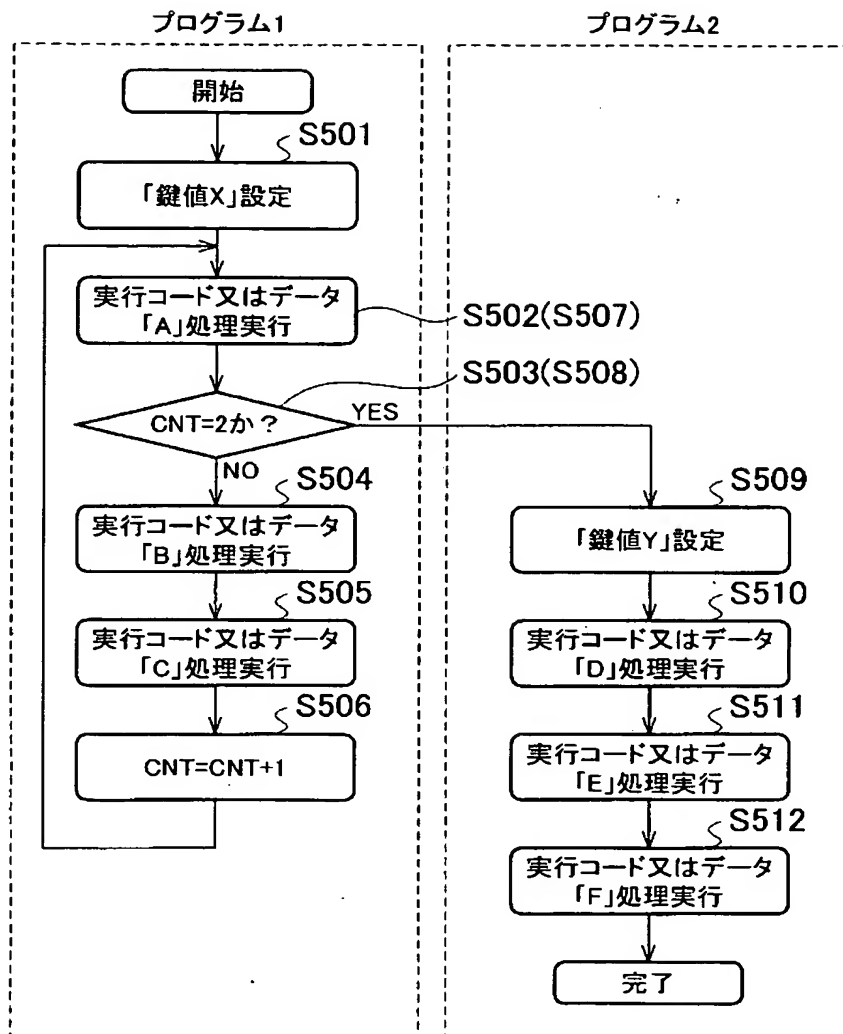 プログラム1
開始
S501
「鍵値X」設定
実行コード又はデータ
「A」処理実行
S502(S507)
S503(S508)
CNT=2か?
YES
NO
S504
実行コード又はデータ
「B」処理実行
S505
実行コード又はデータ
「C」処理実行
S506
CNT=CNT+1
プログラム2
S509
「鍵値Y」設定
S510
実行コード又はデータ
「D」処理実行
S511
実行コード又はデータ
「E」処理実行
S512
実行コード又はデータ
「F」処理実行
完了